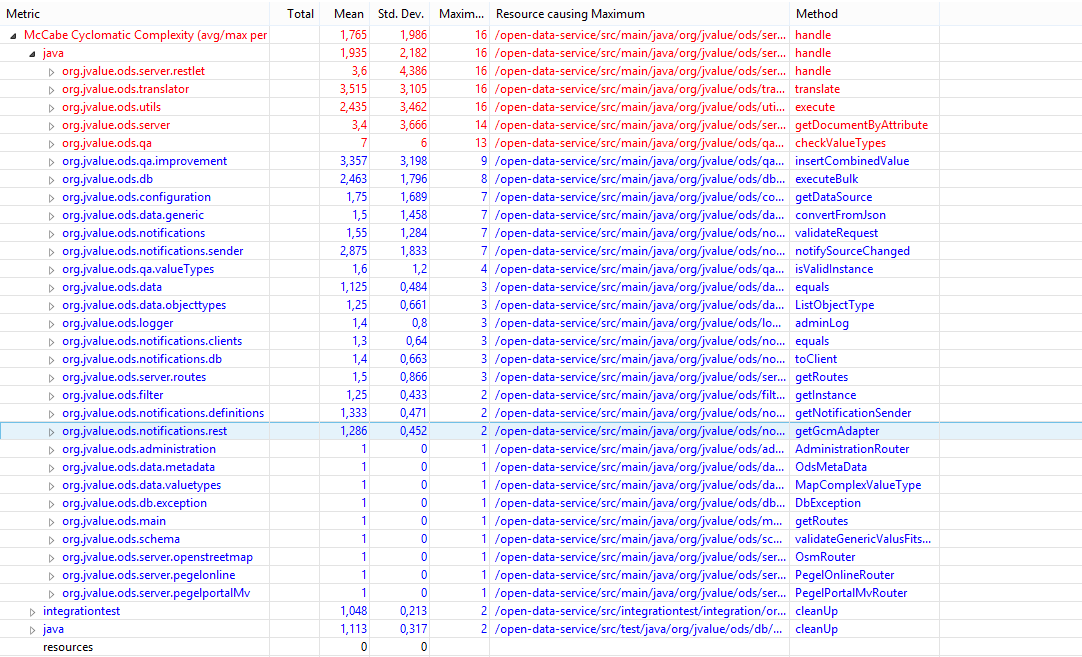 Metric Total Mean Std. Dev. Maxim... Resource causing Maximum Method
McCabe Cyclomatic Complexity (avg/max per 1,765 1,986 16 /open-data-service/src/main/java/org/jvalue/ods/ser... handle
java 1,935 2,182 16 /open-data-service/src/main/java/org/jvalue/ods/ser... handle
org.jvalue.ods.server.restlet 3,6 4,386 16 /open-data-service/src/main/java/org/jvalue/ods/ser... handle
org.jvalue.ods.translator 3,515 3,105 16 /open-data-service/src/main/java/org/jvalue/ods/tra... translate
org.jvalue.ods.utils 2,435 3,462 16 /open-data-service/src/main/java/org/jvalue/ods/uti... execute
org.jvalue.ods.server 3,4 3,666 14 /open-data-service/src/main/java/org/jvalue/ods/ser... getDocumentByAttribute
org.jvalue.ods.qa 7 6 13 /open-data-service/src/main/java/org/jvalue/ods/qa... checkValueTypes
org.jvalue.ods.qa.improvement 3,357 3,198 9 /open-data-service/src/main/java/org/jvalue/ods/qa... insertCombinedValue
org.jvalue.ods.db 2,463 1,796 8 /open-data-service/src/main/java/org/jvalue/ods/db... executeBulk
org.jvalue.ods.configuration 1,75 1,689 7 /open-data-service/src/main/java/org/jvalue/ods/co... getDataSource
org.jvalue.ods.data.generic 1,5 1,458 7 /open-data-service/src/main/java/org/jvalue/ods/da... convertFromJson
org.jvalue.ods.notifications 1,55 1,284 7 /open-data-service/src/main/java/org/jvalue/ods/no... validateRequest
org.jvalue.ods.notifications.sender 2,875 1,833 7 /open-data-service/src/main/java/org/jvalue/ods/no... notifySourceChanged
org.jvalue.ods.qa.valueTypes 1,6 1,2 4 /open-data-service/src/main/java/org/jvalue/ods/qa... isValidInstance
org.jvalue.ods.data 1,125 0,484 3 /open-data-service/src/main/java/org/jvalue/ods/da... equals
org.jvalue.ods.data.objecttypes 1,25 0,661 3 /open-data-service/src/main/java/org/jvalue/ods/da... ListObjectType
org.jvalue.ods.logger 1,4 0,8 3 /open-data-service/src/main/java/org/jvalue/ods/lo... adminLog
org.jvalue.ods.notifications.clients 1,3 0,64 3 /open-data-service/src/main/java/org/jvalue/ods/no... equals
org.jvalue.ods.notifications.db 1,4 0,663 3 /open-data-service/src/main/java/org/jvalue/ods/no... toClient
org.jvalue.ods.server.routes 1,5 0,866 3 /open-data-service/src/main/java/org/jvalue/ods/ser... getRoutes
org.jvalue.ods.filter 1,25 0,433 2 /open-data-service/src/main/java/org/jvalue/ods/filt... getInstance
org.jvalue.ods.notifications.definitions 1,333 0,471 2 /open-data-service/src/main/java/org/jvalue/ods/no... getNotificationSender
org.jvalue.ods.notifications.rest 1,286 0,452 2 /open-data-service/src/main/java/org/jvalue/ods/no... getGcmAdapter
org.jvalue.ods.administration 1 0 1 /open-data-service/src/main/java/org/jvalue/ods/ad... AdministrationRouter
org.jvalue.ods.data.metadata 1 0 1 /open-data-service/src/main/java/org/jvalue/ods/da... OdsMetaData
org.jvalue.ods.data.valuetypes 1 0 1 /open-data-service/src/main/java/org/jvalue/ods/da... MapComplexValueType
org.jvalue.ods.db.exception 1 0 1 /open-data-service/src/main/java/org/jvalue/ods/db... DbException
org.jvalue.ods.main 1 0 1 /open-data-service/src/main/java/org/jvalue/ods/m... getRoutes
org.jvalue.ods.schema 1 0 1 /open-data-service/src/main/java/org/jvalue/ods/sc... validateGenericValusFits...
org.jvalue.ods.server.openstreetmap 1 0 1 /open-data-service/src/main/java/org/jvalue/ods/ser... OsmRouter
org.jvalue.ods.server.pegelonline 1 0 1 /open-data-service/src/main/java/org/jvalue/ods/ser... PegelOnlineRouter
org.jvalue.ods.server.pegelportalMv 1 0 1 /open-data-service/src/main/java/org/jvalue/ods/ser... PegelPortalMvRouter
integrationtest 1,048 0,213 2 /open-data-service/src/integrationtest/integration/or... cleanUp
java 1,113 0,317 2 /open-data-service/src/test/java/org/jvalue/ods/db/... cleanUp
resources 0 0